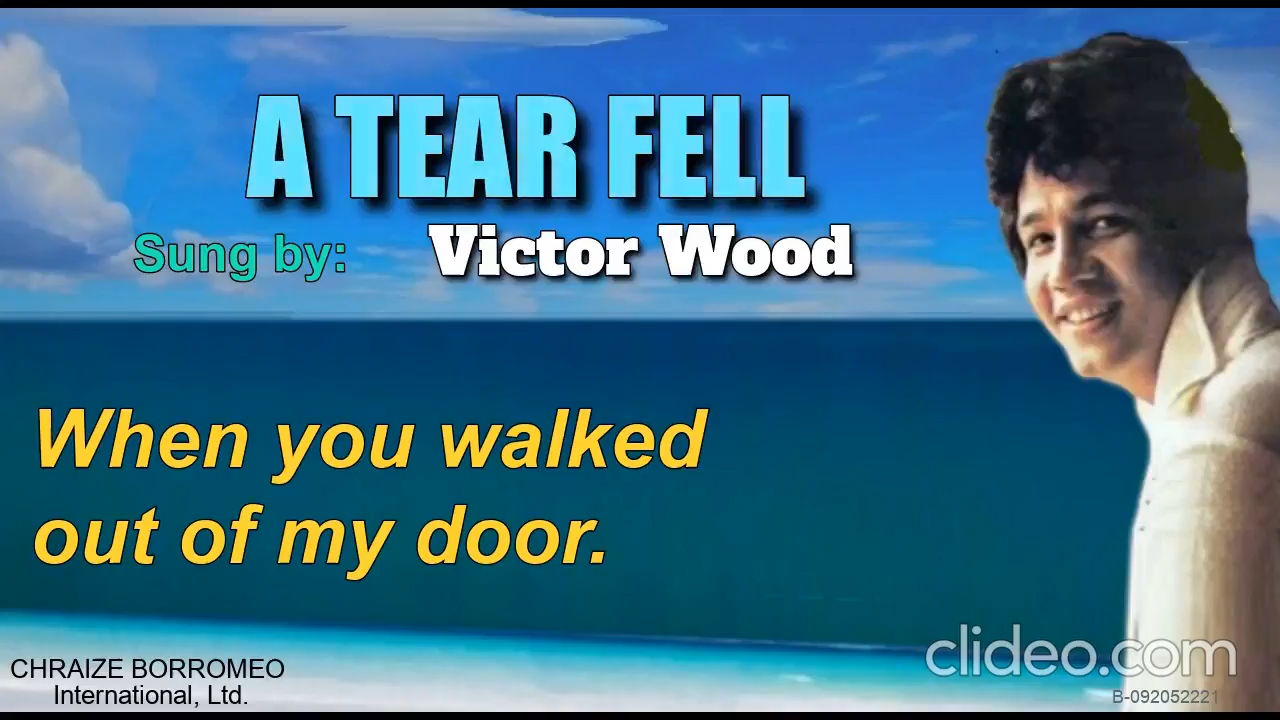 A TEAR FELL
Sung by: Victor Wood
When you walked
out of my door.
clideo.com
CHRAIZE BORROMEO
International, Ltd.
B-092052221